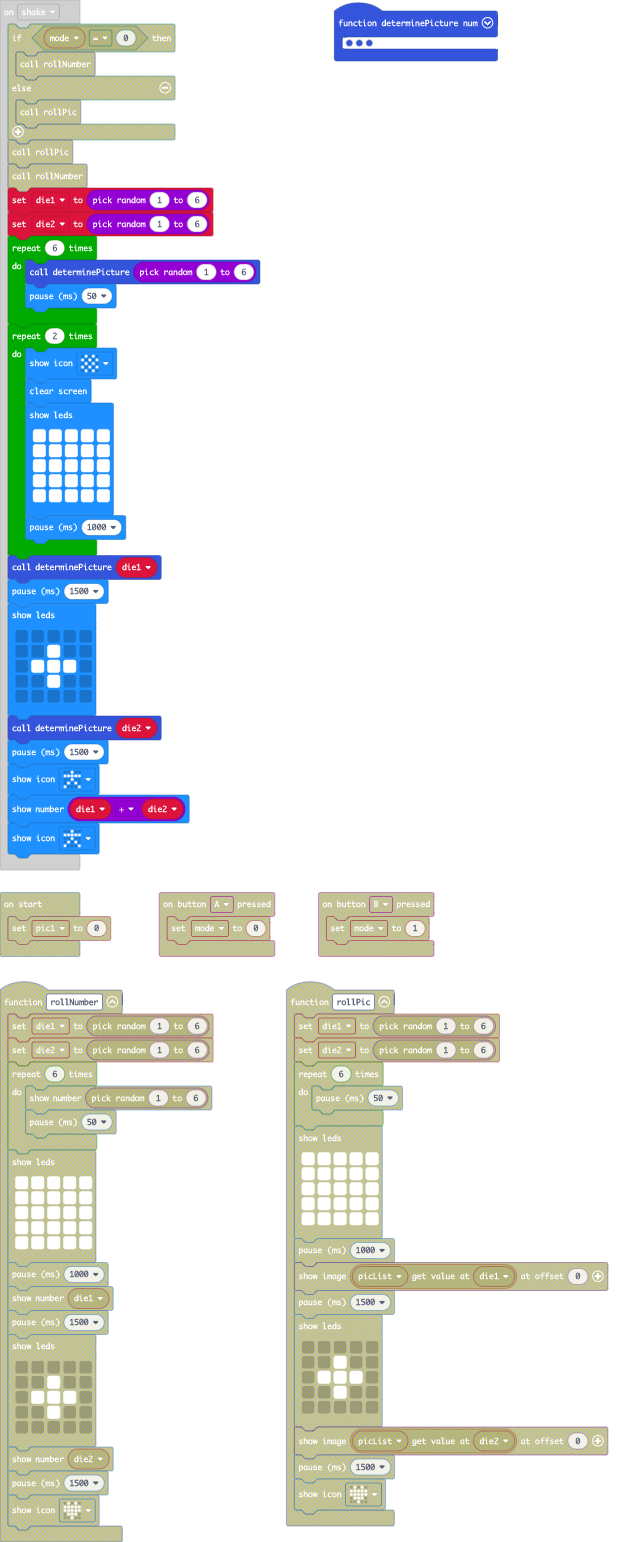 on shake
if mode = 0 then
call rollNumber
else
call rollPic
call rollPic
call rollNumber
set die1 to pick random 1 to 6
set die2 to pick random 1 to 6
repeat 6 times
do call determinePicture pick random 1 to 6
pause (ms) 50
repeat 2 times
do show icon
clear screen
show leds
pause (ms) 1000
call determinePicture die1
pause (ms) 1500
show leds
call determinePicture die2
pause (ms) 1500
show icon
show number die1 + die2
show icon
function determinePicture num
on start
set pic1 to 0
on button A pressed
set mode to 0
on button B pressed
set mode to 1
function rollNumber
set die1 to pick random 1 to 6
set die2 to pick random 1 to 6
repeat 6 times
do show number pick random 1 to 6
pause (ms) 50
show leds
pause (ms) 1000
show number die1
pause (ms) 1500
show leds
show number die2
pause (ms) 1500
show icon
function rollPic
set die1 to pick random 1 to 6
set die2 to pick random 1 to 6
repeat 6 times
do pause (ms) 50
show leds
pause (ms) 1000
show image picList get value at die1 at offset 0
pause (ms) 1500
show leds
show image picList get value at die2 at offset 0
pause (ms) 1500
show icon